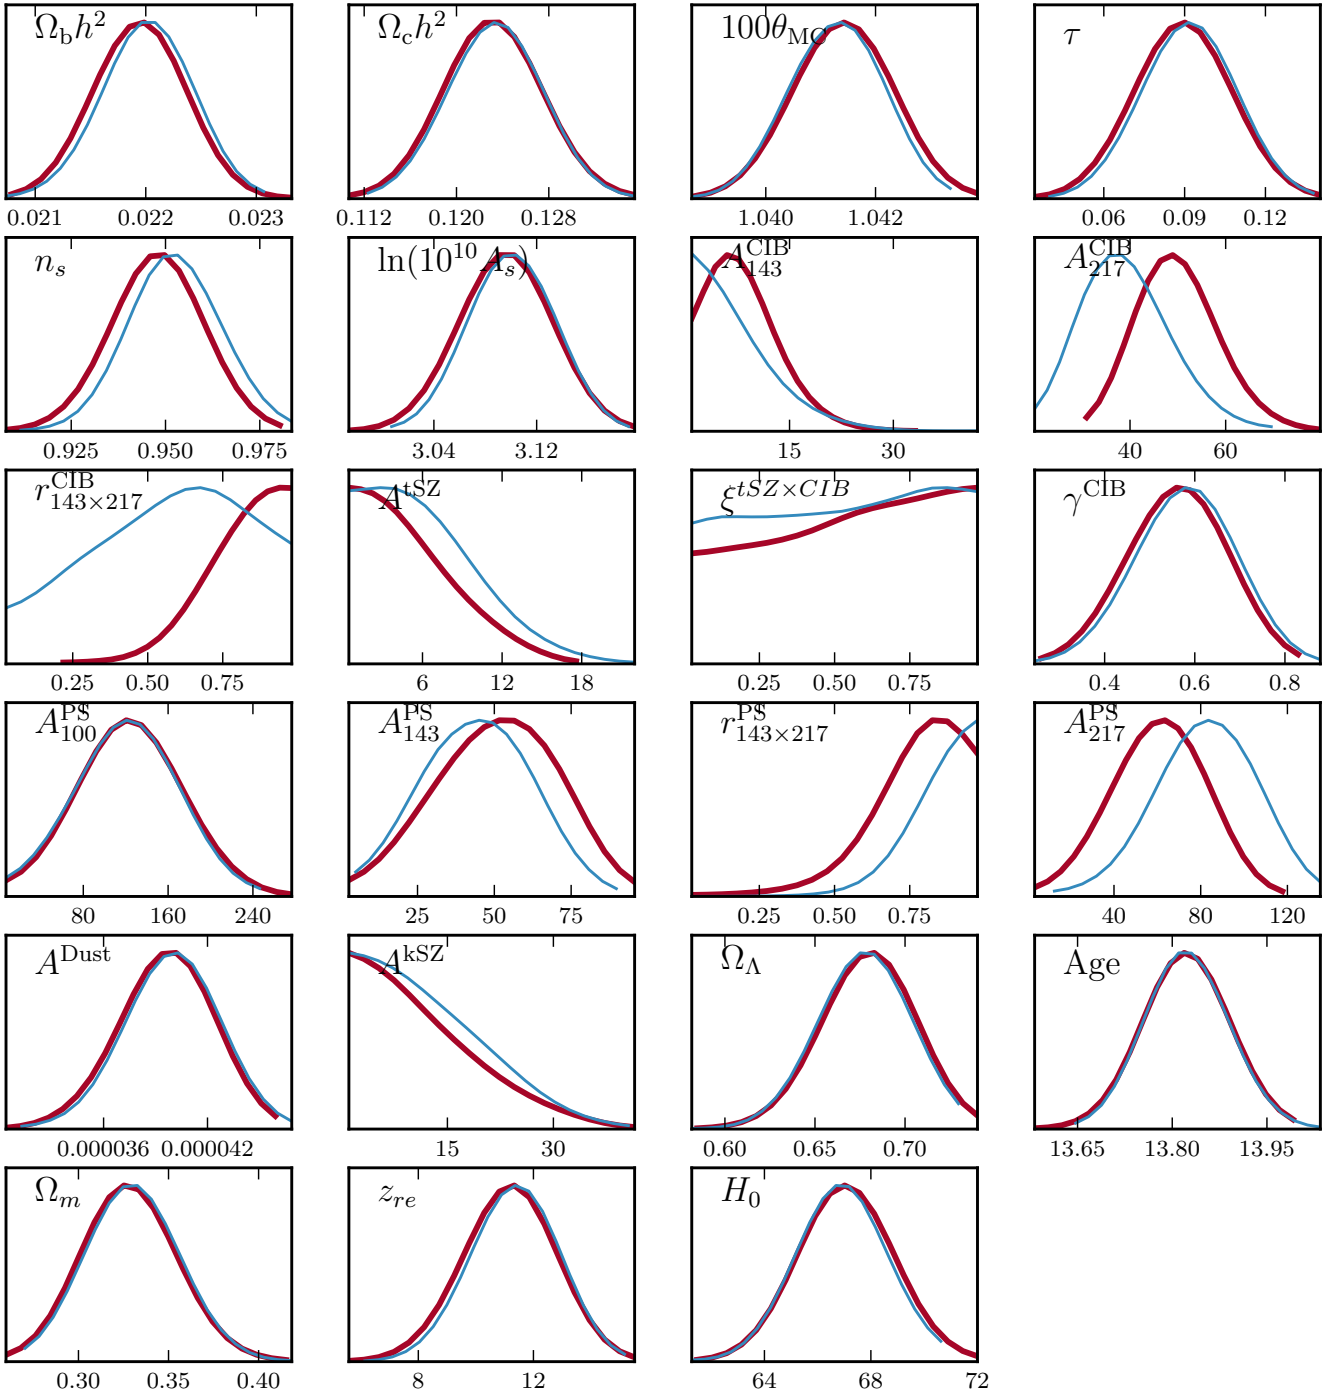 Ω_b h^2 Ω_c h^2 100θ_MC τ
0.021 0.022 0.023 0.112 0.120 0.128 1.040 1.042 0.06 0.09 0.12
n_s ln(10^10 A_s) A^CIB_143 A^CIB_217
0.925 0.950 0.975 3.04 3.12 15 30 40 60
r^CIB_143×217 A^tSZ ξ^tSZ×CIB γ^CIB
0.25 0.50 0.75 6 12 18 0.25 0.50 0.75 0.4 0.6 0.8
A^PS_100 A^PS_143 r^PS_143×217 A^PS_217
80 160 240 25 50 75 0.25 0.50 0.75 40 80 120
A^Dust A^kSZ Ω_Λ Age
0.000036 0.000042 15 30 0.60 0.65 0.70 13.65 13.80 13.95
Ω_m z_re H_0
0.30 0.35 0.40 8 12 64 68 72